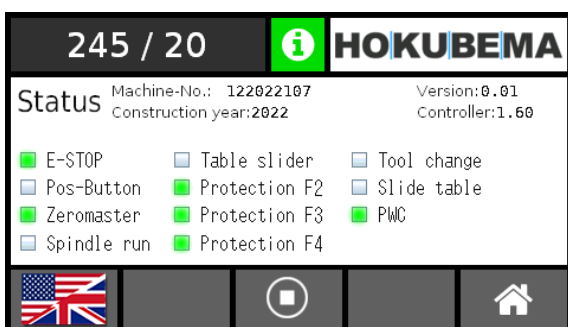 245 / 20 i HOKUBEMA
Status Machine-No.: 122022107 Version:0.01
Construction year:2022 Controller:1.60
E-STOP Table slider Tool change
Pos-Button Protection F2 Slide table
Zeromaster Protection F3 PWC
Spindle run Protection F4